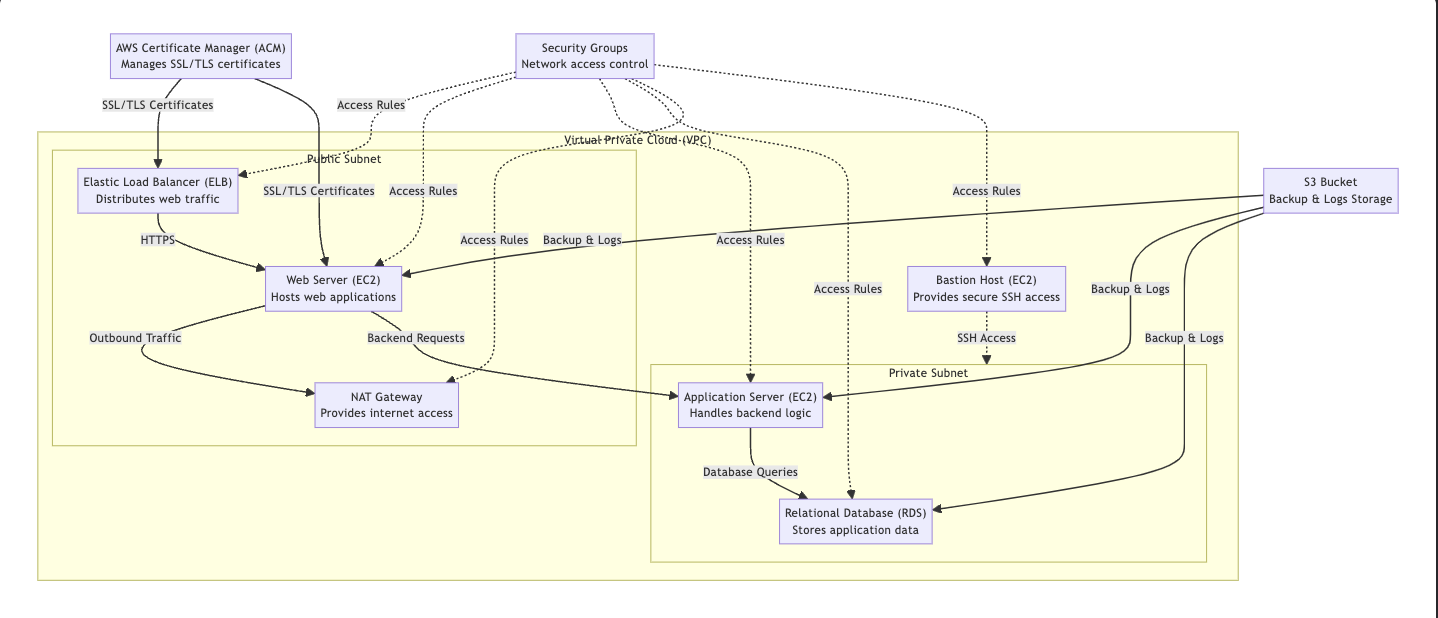 AWS Certificate Manager (ACM)
Manages SSL/TLS certificates
Security Groups
Network access control
SSL/TLS Certificates
Access Rules
Virtual Private Cloud (VPC)
Public Subnet
Elastic Load Balancer (ELB)
Distributes web traffic
SSL/TLS Certificates
Access Rules
Access Rules
S3 Bucket
Backup & Logs Storage
HTTPS
Access Rules
Backup & Logs
Access Rules
Web Server (EC2)
Hosts web applications
Access Rules
Bastion Host (EC2)
Provides secure SSH access
Backup & Logs
Outbound Traffic
Backend Requests
SSH Access
Backup & Logs
Private Subnet
NAT Gateway
Provides internet access
Application Server (EC2)
Handles backend logic
Database Queries
Relational Database (RDS)
Stores application data